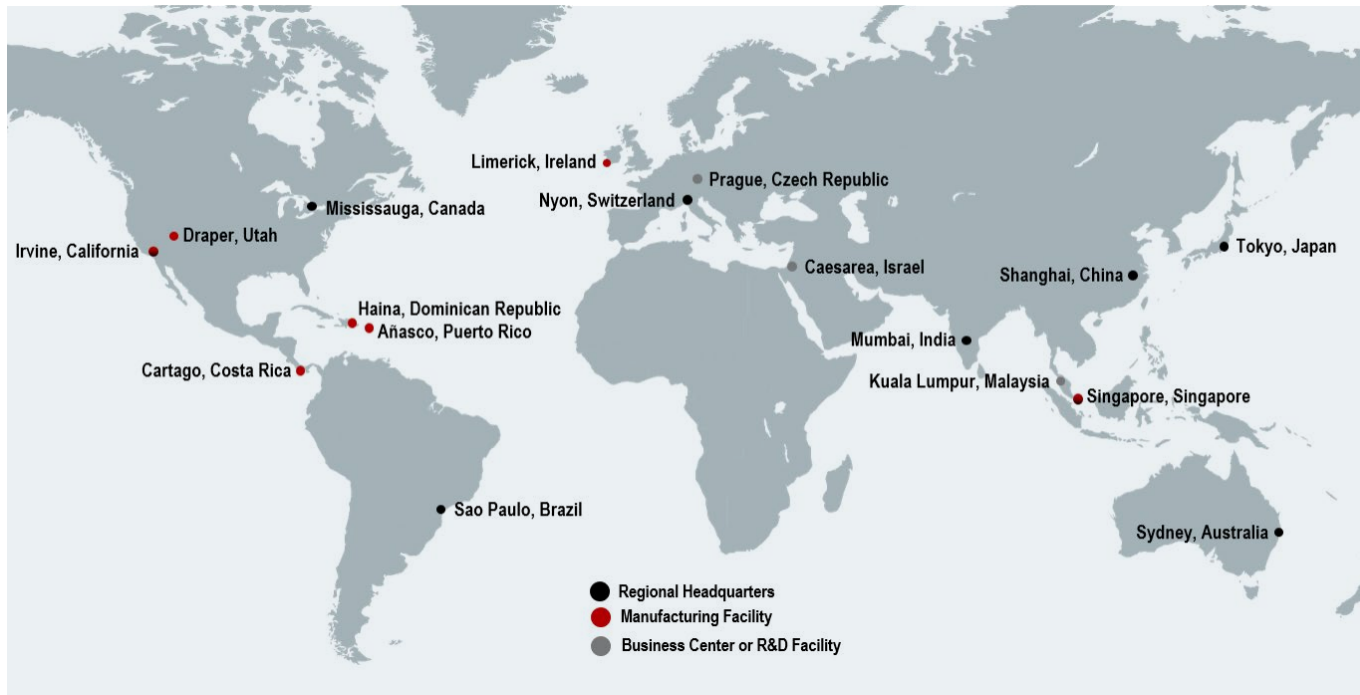 Limerick, Ireland
Prague, Czech Republic
Nyon, Switzerland
Mississauga, Canada
Draper, Utah
Irvine, California
Tokyo, Japan
Caesarea, Israel
Shanghai, China
Haina, Dominican Republic
Añasco, Puerto Rico
Mumbai, India
Cartago, Costa Rica
Kuala Lumpur, Malaysia
Singapore, Singapore
Sao Paulo, Brazil
Sydney, Australia
Regional Headquarters
Manufacturing Facility
Business Center or R&D Facility